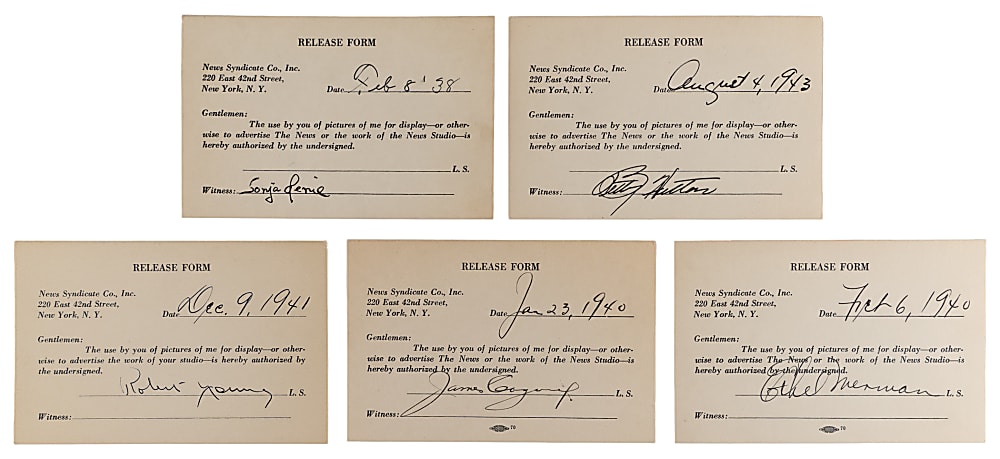 RELEASE FORM
News Syndicate Co., Inc.
220 East 42nd Street,
New York, N. Y.
Date Feb 8 '38
Gentlemen:
The use by you of pictures of me for display—or other-
wise to advertise The News or the work of the News Studio—is
hereby authorized by the undersigned.
L. S.
Witness: Sonja Henie
RELEASE FORM
News Syndicate Co., Inc.
220 East 42nd Street,
New York, N. Y.
Date August 4, 1943
Gentlemen:
The use by you of pictures of me for display—or other-
wise to advertise The News or the work of the News Studio—is
hereby authorized by the undersigned.
L. S.
Witness: Betty Hutton
RELEASE FORM
News Syndicate Co., Inc.
220 East 42nd Street,
New York, N. Y.
Date Dec. 9, 1941
Gentlemen:
The use by you of pictures of me for display—or other-
wise to advertise the work of your studio—is hereby authorized by
the undersigned.
Robert Young L. S.
Witness:
RELEASE FORM
News Syndicate Co., Inc.
220 East 42nd Street,
New York, N. Y.
Date Jan 23, 1940
Gentlemen:
The use by you of pictures of me for display—or other-
wise to advertise The News or the work of the News Studio—is
hereby authorized by the undersigned.
James Cagney L. S.
Witness:
70
RELEASE FORM
News Syndicate Co., Inc.
220 East 42nd Street,
New York, N. Y.
Date 6, 1940
Gentlemen:
The use by you of pictures of me for display—or other-
wise to advertise The News or the work of the News Studio—is
hereby authorized by the undersigned.
Ethel Merman L. S.
Witness:
70